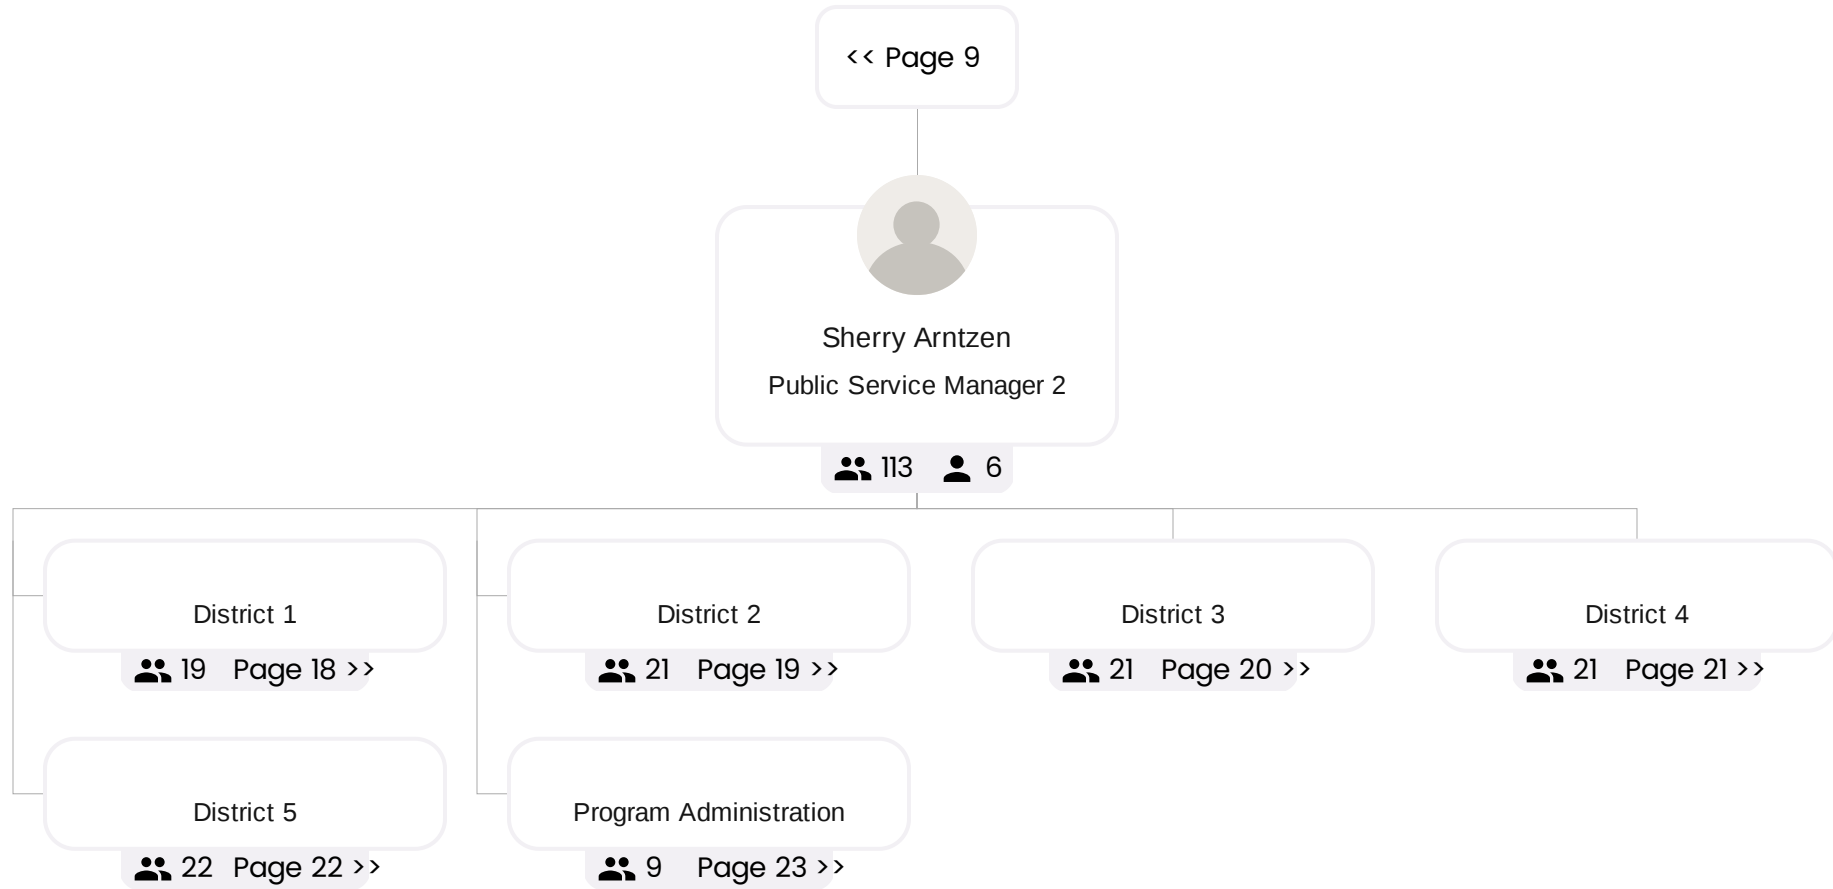 << Page 9
Sherry Arntzen
Public Service Manager 2
113 6
District 1
19 Page 18 >>
District 2
21 Page 19 >>
District 3
21 Page 20 >>
District 4
21 Page 21 >>
District 5
22 Page 22 >>
Program Administration
9 Page 23 >>